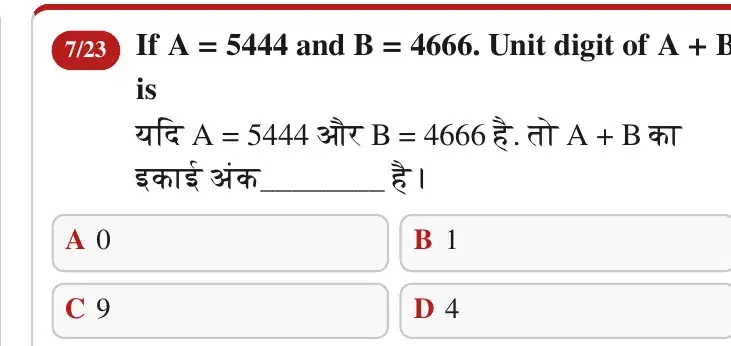 7/23 If A = 5444 and B = 4666. Unit digit of A + B
is
यदि A = 5444 और B = 4666 है. तो A + B का
इकाई अंक_________ है।
A 0
B 1
C 9
D 4